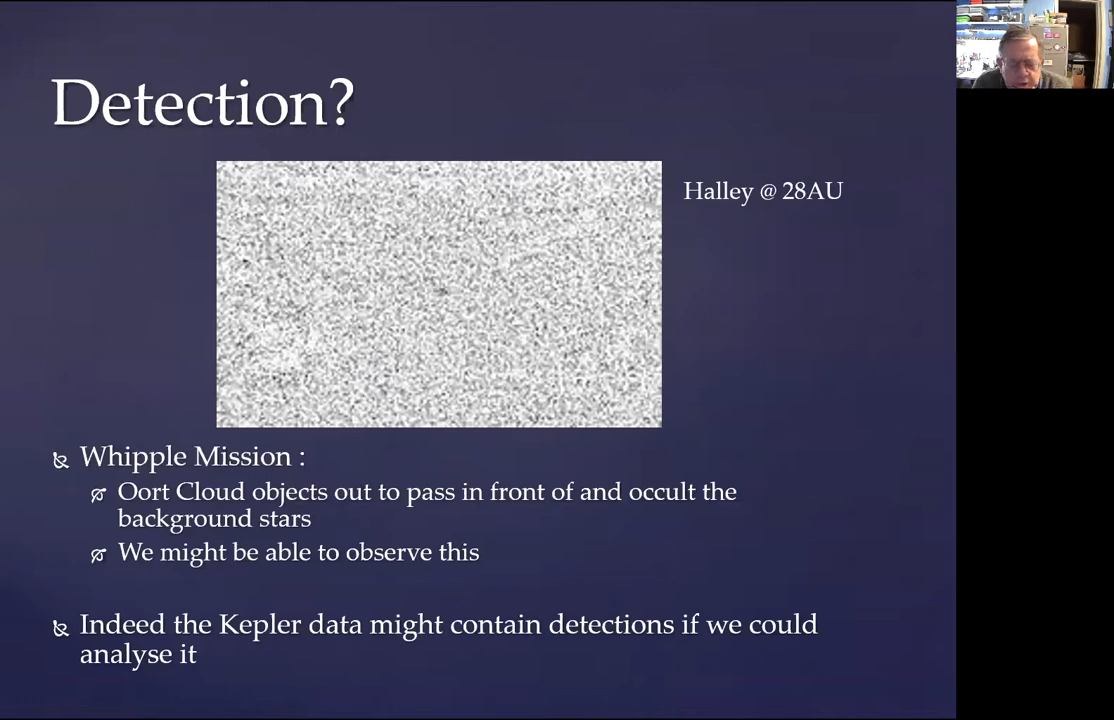 Detection?
Halley @ 28AU
Whipple Mission :
Oort Cloud objects out to pass in front of and occult the
background stars
We might be able to observe this
Indeed the Kepler data might contain detections if we could
analyse it